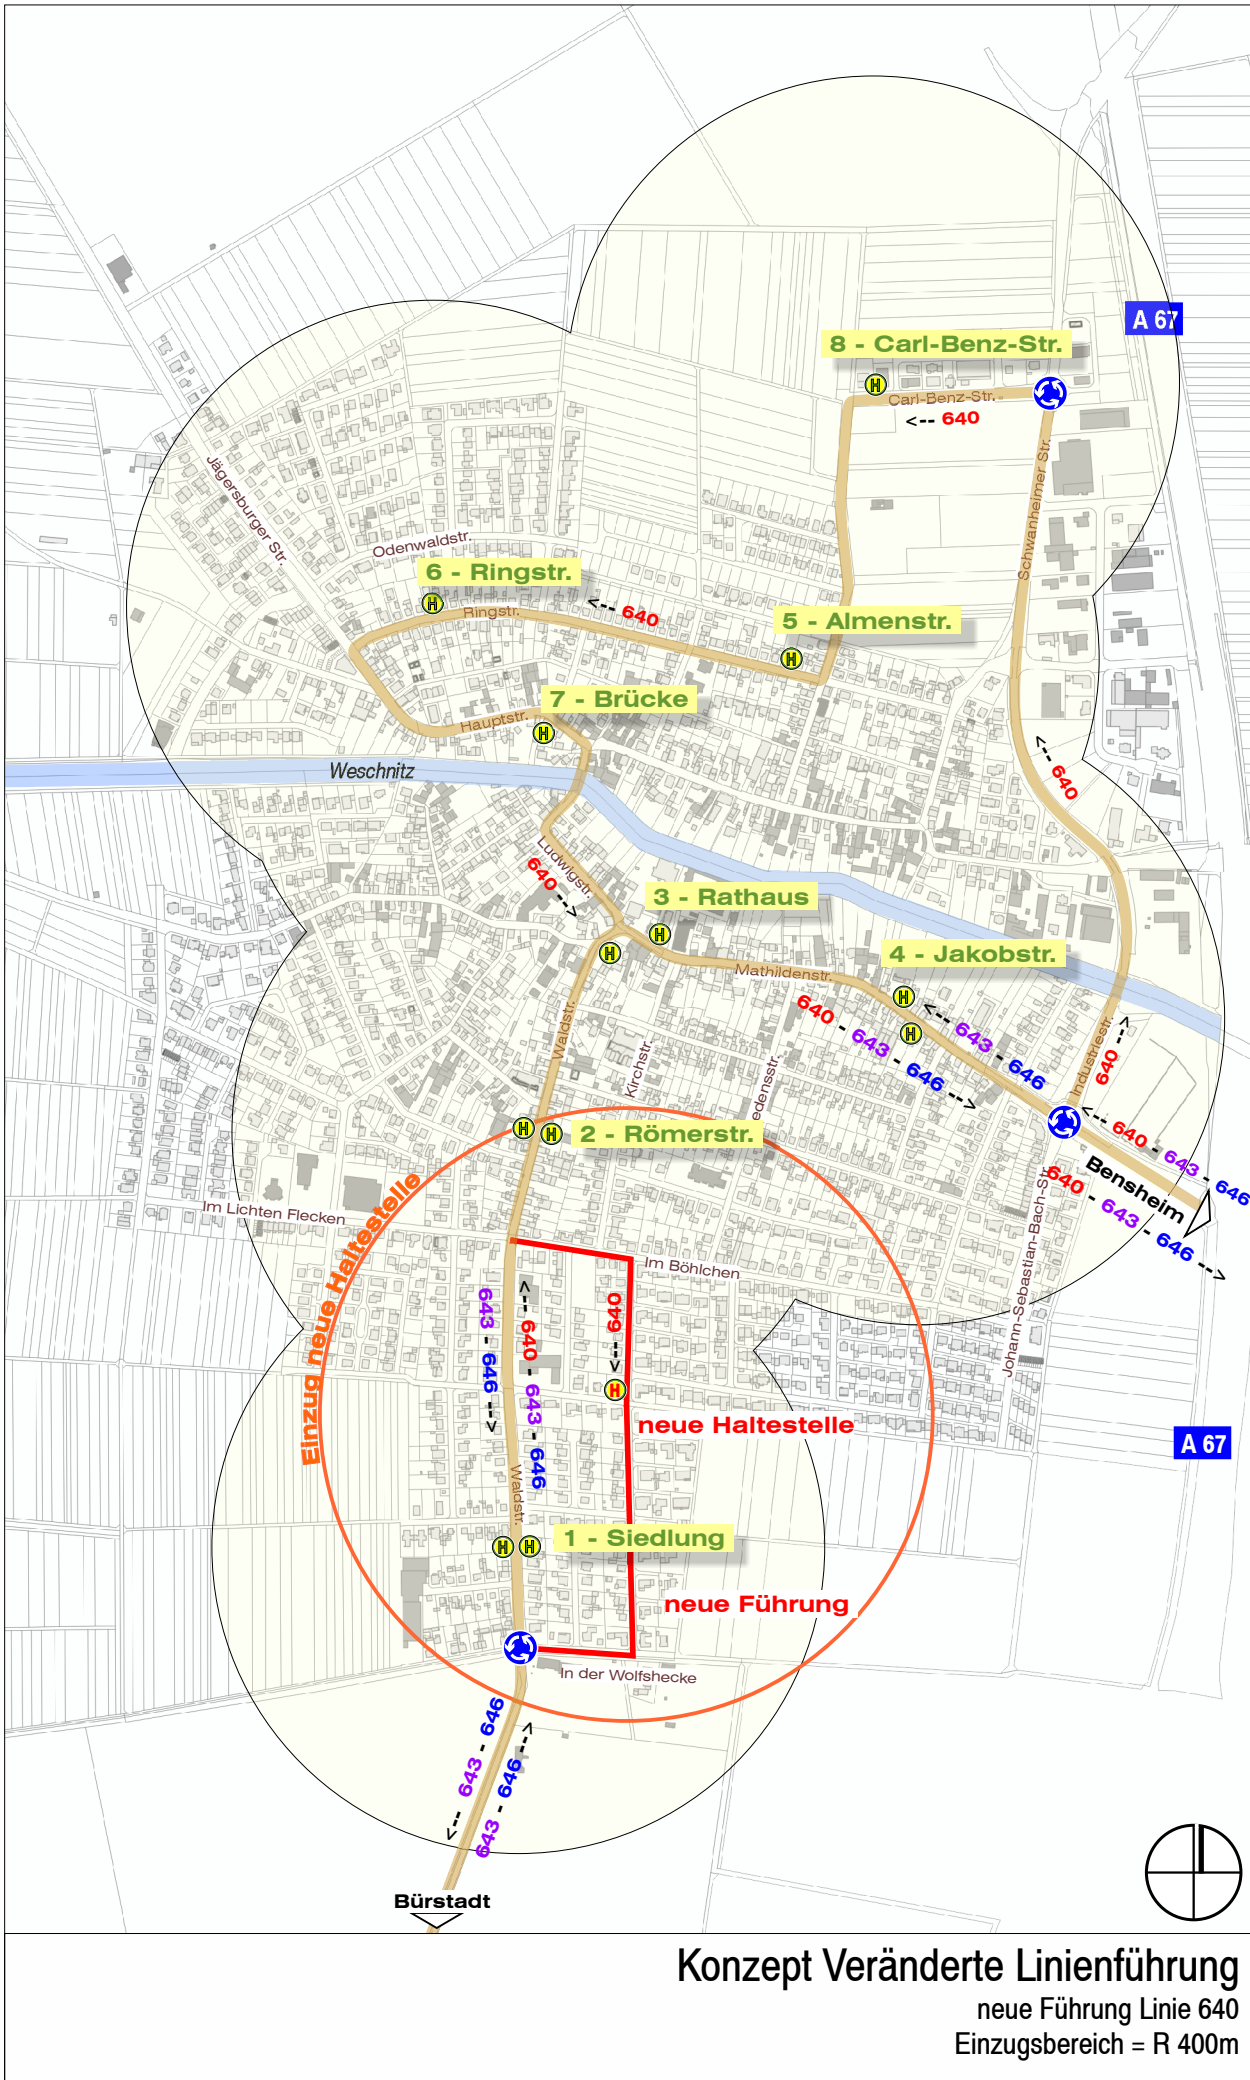 A 67
8 - Carl-Benz-Str.
H
Carl-Benz-Str.
<-- 640
Schwanheimer Str.
Jägersburger Str.
Odenwaldstr.
6 - Ringstr.
H
Ringstr.
<-- 640
5 - Almenstr.
H
7 - Brücke
Hauptstr.
H
Weschnitz
640 -->
Ludwigstr.
640 -->
3 - Rathaus
H
H
Mathildenstr.
4 - Jakobstr.
H
H
640 - 643 - 646 -->
<-- 643 - 646
Industriestr.
640 -->
Waldstr.
Kirchstr.
edensstr.
H H
2 - Römerstr.
<-- 640 - 643 - 646
Bensheim
640 - 643 - 646 -->
Johann-Sebastian-Bach-Str.
Im Lichten Flecken
Einzug neue Haltestelle
Im Böhlchen
643 - 646 -->
<-- 640 - 643 - 646
640 -->
H
neue Haltestelle
A 67
Waldstr.
H H
1 - Siedlung
neue Führung
In der Wolfshecke
<-- 643 - 646
643 - 646 -->
Bürstadt
Konzept Veränderte Linienführung
neue Führung Linie 640
Einzugsbereich = R 400m